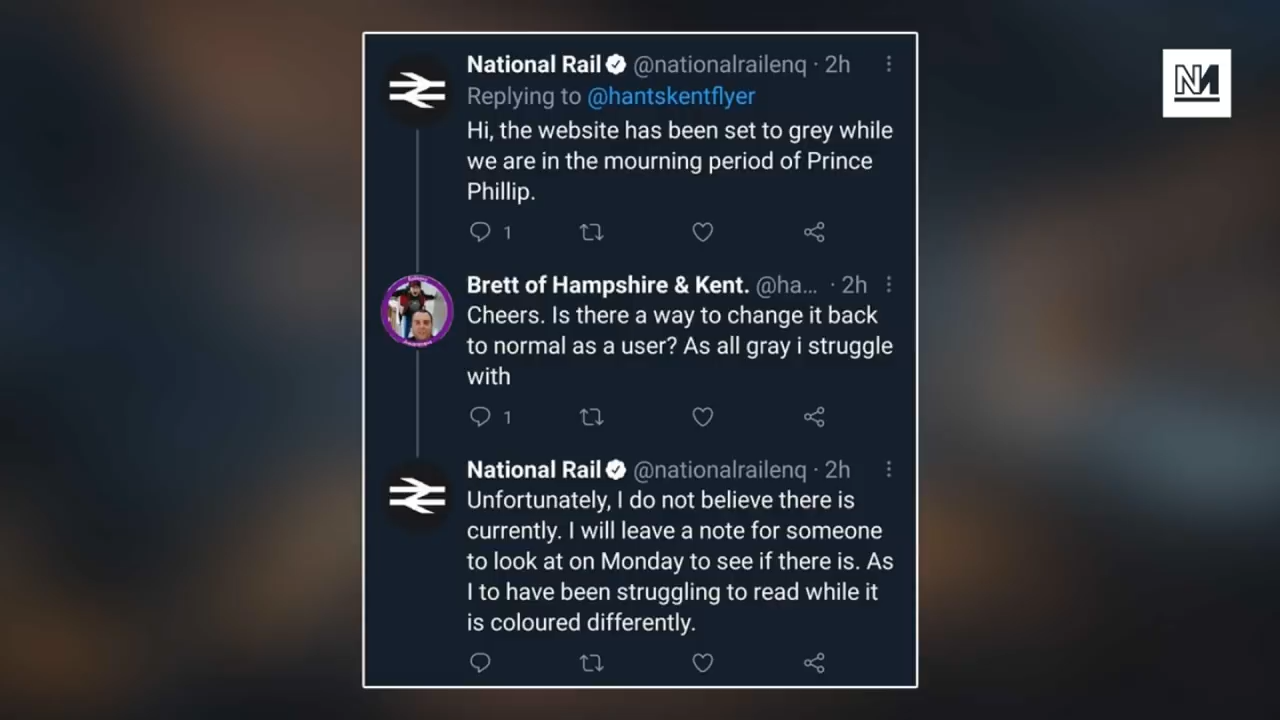 National Rail @nationalrailenq · 2h
Replying to @hantskentflyer
Hi, the website has been set to grey while
we are in the mourning period of Prince
Phillip.
1
Brett of Hampshire & Kent. @ha... · 2h
Cheers. Is there a way to change it back
to normal as a user? As all gray i struggle
with
1
National Rail @nationalrailenq · 2h
Unfortunately, I do not believe there is
currently. I will leave a note for someone
to look at on Monday to see if there is. As
I to have been struggling to read while it
is coloured differently.
NM